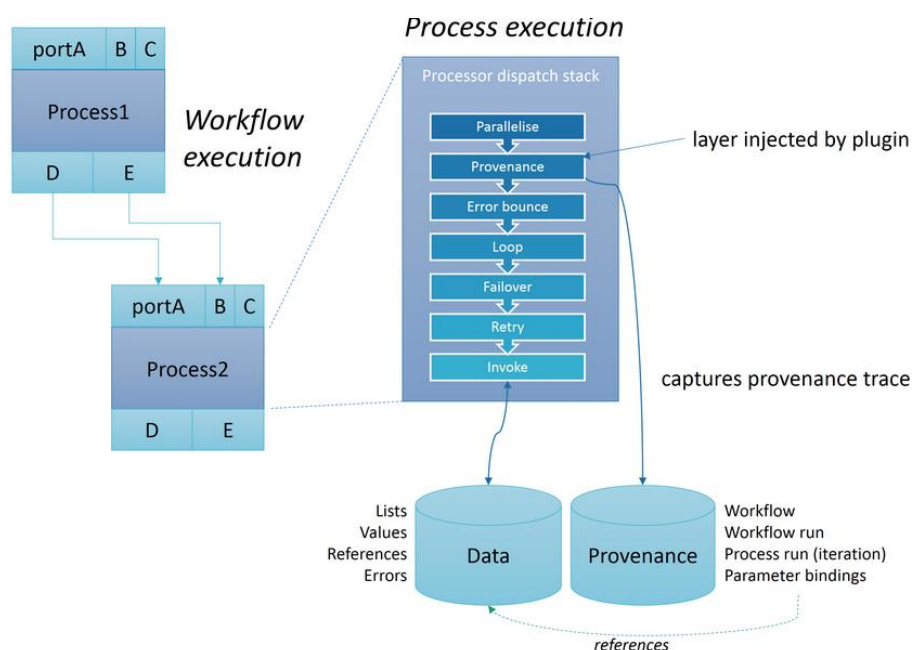 Process execution
portA B C
Process1
D E
Workflow
execution
portA B C
Process2
D E
Processor dispatch stack
Parallelise
Provenance
Error bounce
Loop
Failover
Retry
Invoke
layer injected by plugin
captures provenance trace
Lists
Values
References
Errors
Data
Provenance
Workflow
Workflow run
Process run (iteration)
Parameter bindings
references